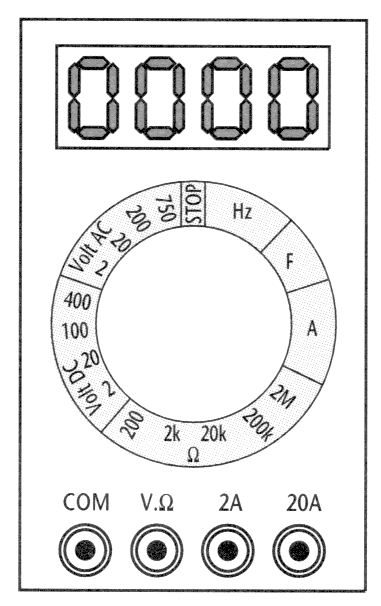 0000
STOP
Hz
F
A
2M
200k
20k
2k
200
Ω
Volt DC
2
20
100
400
Volt AC
2
20
200
750
COM V.Ω 2A 20A